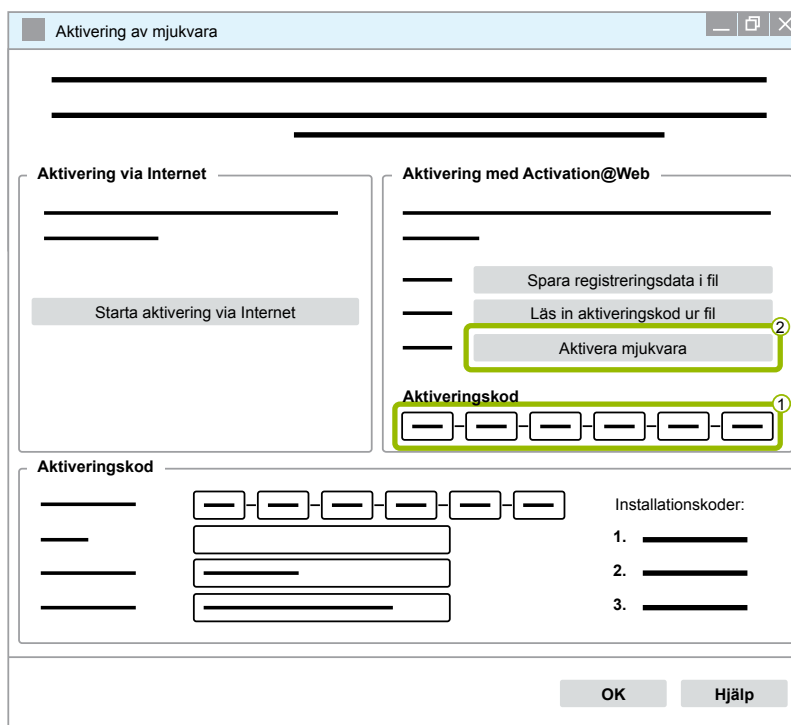 Aktivering av mjukvara
Aktivering via Internet
Starta aktivering via Internet
Aktivering med Activation@Web
Spara registreringsdata i fil
Läs in aktiveringskod ur fil
2
Aktivera mjukvara
Aktiveringskod
1
Aktiveringskod
Installationskoder:
1.
2.
3.
OK
Hjälp